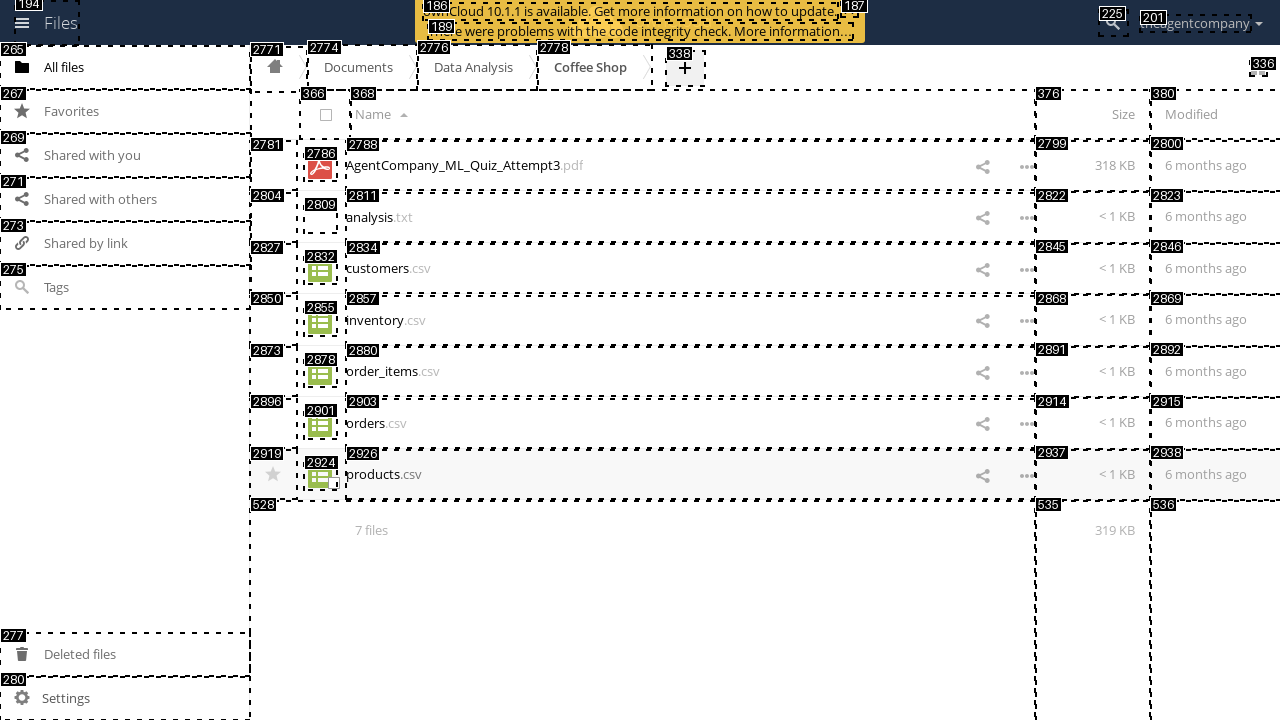 194
Files
186
ownCloud 10.1.1 is available. Get more information on how to update.
187
189
There were problems with the code integrity check. More information…
225
201
theagentcompany
265
All files
267
Favorites
269
Shared with you
271
Shared with others
273
Shared by link
275
Tags
277
Deleted files
280
Settings
2771
2774
Documents
2776
Data Analysis
2778
Coffee Shop
338
+
336
366
368
Name
376
Size
380
Modified
2781
2786
2788
AgentCompany_ML_Quiz_Attempt3.pdf
2799
318 KB
2800
6 months ago
2804
2809
2811
analysis.txt
2822
< 1 KB
2823
6 months ago
2827
2832
2834
customers.csv
2845
< 1 KB
2846
6 months ago
2850
2855
2857
inventory.csv
2868
< 1 KB
2869
6 months ago
2873
2878
2880
order_items.csv
2891
< 1 KB
2892
6 months ago
2896
2901
2903
orders.csv
2914
< 1 KB
2915
6 months ago
2919
2924
2926
products.csv
2937
< 1 KB
2938
6 months ago
528
7 files
535
319 KB
536